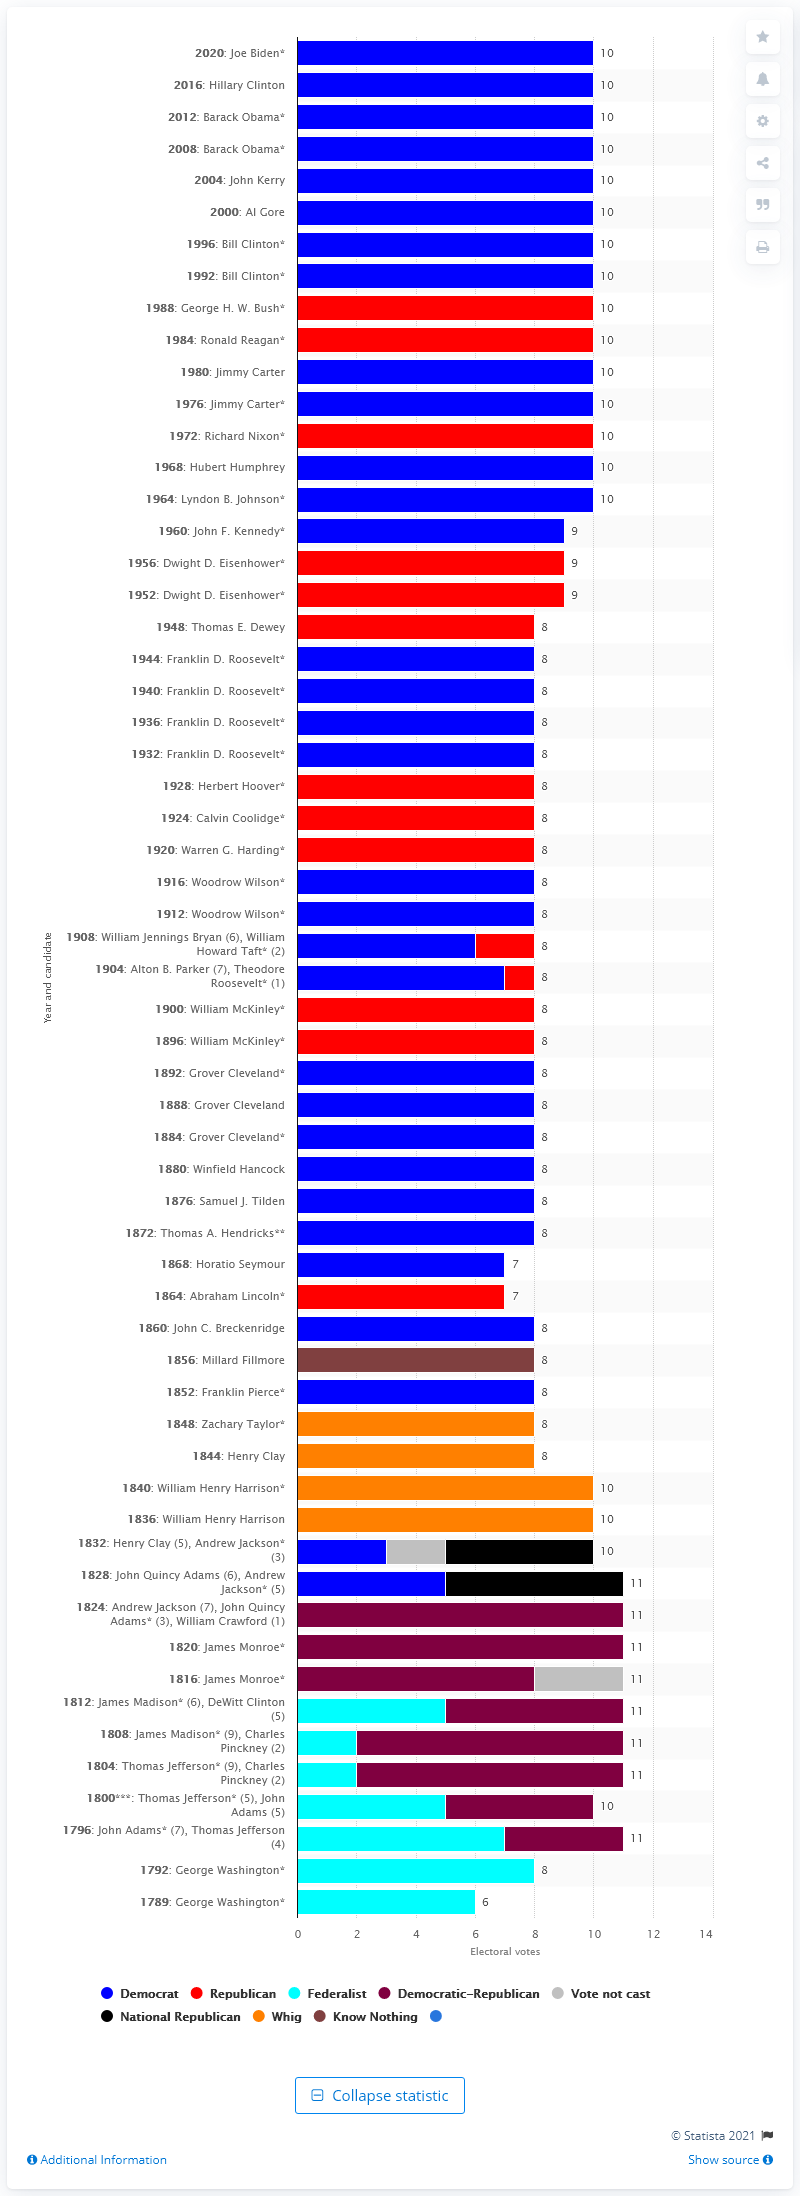 2020: Joe Biden* 10
2016: Hillary Clinton 10
2012: Barack Obama* 10
2008: Barack Obama* 10
2004: John Kerry 10
2000: Al Gore 10
1996: Bill Clinton* 10
1992: Bill Clinton* 10
1988: George H. W. Bush* 10
1984: Ronald Reagan* 10
1980: Jimmy Carter 10
1976: Jimmy Carter* 10
1972: Richard Nixon* 10
1968: Hubert Humphrey 10
1964: Lyndon B. Johnson* 10
1960: John F. Kennedy* 9
1956: Dwight D. Eisenhower* 9
1952: Dwight D. Eisenhower* 9
1948: Thomas E. Dewey 8
1944: Franklin D. Roosevelt* 8
1940: Franklin D. Roosevelt* 8
1936: Franklin D. Roosevelt* 8
1932: Franklin D. Roosevelt* 8
1928: Herbert Hoover* 8
1924: Calvin Coolidge* 8
1920: Warren G. Harding* 8
1916: Woodrow Wilson* 8
1912: Woodrow Wilson* 8
Year and candidate
1908: William Jennings Bryan (6), William
Howard Taft* (2) 8
1904: Alton B. Parker (7), Theodore
Roosevelt* (1) 8
1900: William McKinley* 8
1896: William McKinley* 8
1892: Grover Cleveland* 8
1888: Grover Cleveland 8
1884: Grover Cleveland* 8
1880: Winfield Hancock 8
1876: Samuel J. Tilden 8
1872: Thomas A. Hendricks** 8
1868: Horatio Seymour 7
1864: Abraham Lincoln* 7
1860: John C. Breckenridge 8
1856: Millard Fillmore 8
1852: Franklin Pierce* 8
1848: Zachary Taylor* 8
1844: Henry Clay 8
1840: William Henry Harrison* 10
1836: William Henry Harrison 10
1832: Henry Clay (5), Andrew Jackson*
(3) 10
1828: John Quincy Adams (6), Andrew
Jackson* (5) 11
1824: Andrew Jackson (7), John Quincy
Adams* (3), William Crawford (1) 11
1820: James Monroe* 11
1816: James Monroe* 11
1812: James Madison* (6), DeWitt Clinton
(5) 11
1808: James Madison* (9), Charles
Pinckney (2) 11
1804: Thomas Jefferson* (9), Charles
Pinckney (2) 11
1800***: Thomas Jefferson* (5), John
Adams (5) 10
1796: John Adams* (7), Thomas Jefferson
(4) 11
1792: George Washington* 8
1789: George Washington* 6
0 2 4 6 8 10 12 14
Electoral votes
Democrat Republican Federalist Democratic-Republican Vote not cast
National Republican Whig Know Nothing
Collapse statistic
© Statista 2021
Additional Information Show source